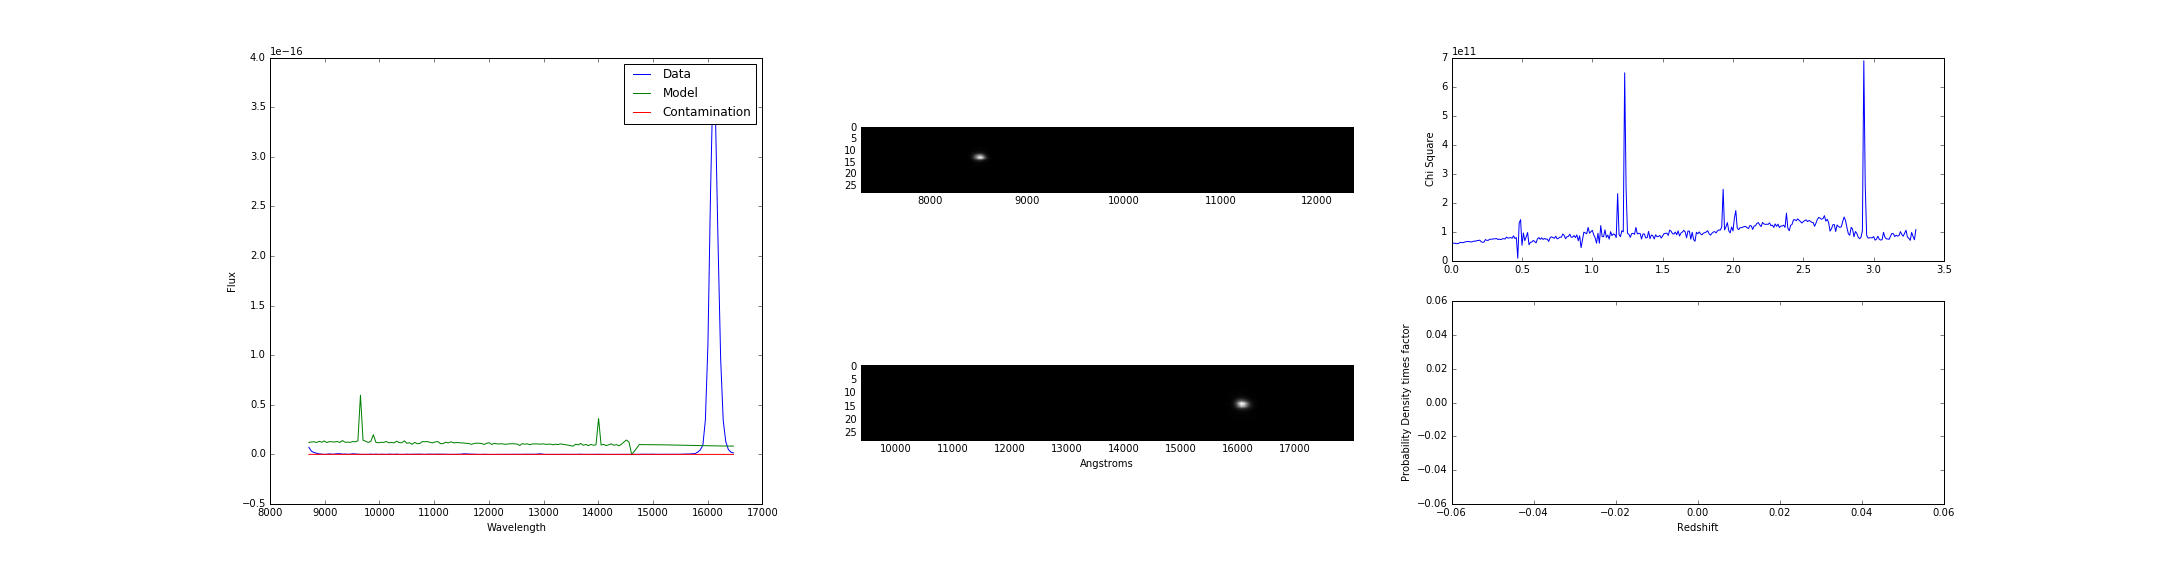 1e−16
4.0
3.5
3.0
2.5
2.0
1.5
1.0
0.5
0.0
−0.5
Flux
8000 9000 10000 11000 12000 13000 14000 15000 16000 17000
Wavelength
Data
Model
Contamination
0
5
10
15
20
25
8000 9000 10000 11000 12000
0
5
10
15
20
25
10000 11000 12000 13000 14000 15000 16000 17000
Angstroms
1e11
7
6
5
4
3
2
1
0
Chi Square
0.0 0.5 1.0 1.5 2.0 2.5 3.0 3.5
0.06
0.04
0.02
0.00
−0.02
−0.04
−0.06
Probability Density times factor
−0.06 −0.04 −0.02 0.00 0.02 0.04 0.06
Redshift